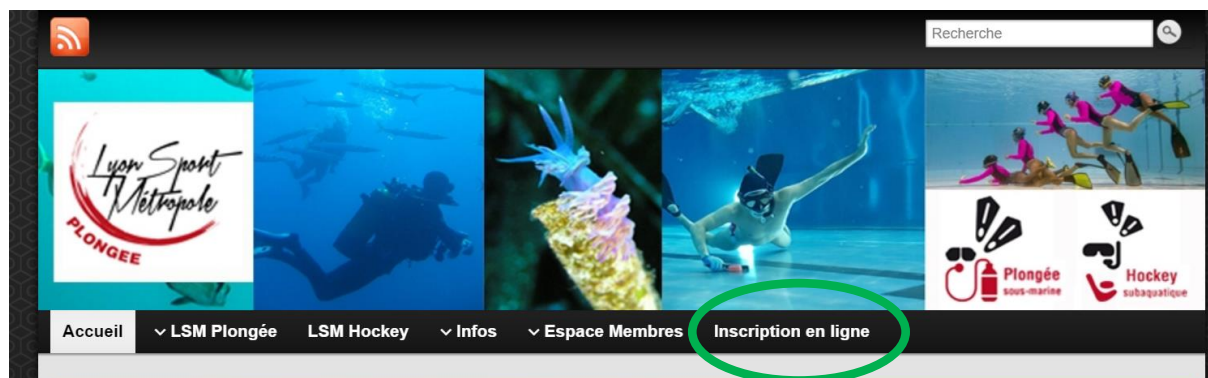 Recherche
Lyon Sport
Métropole
PLONGEE
Plongée
sous-marine
Hockey
subaquatique
Accueil
LSM Plongée
LSM Hockey
Infos
Espace Membres
Inscription en ligne